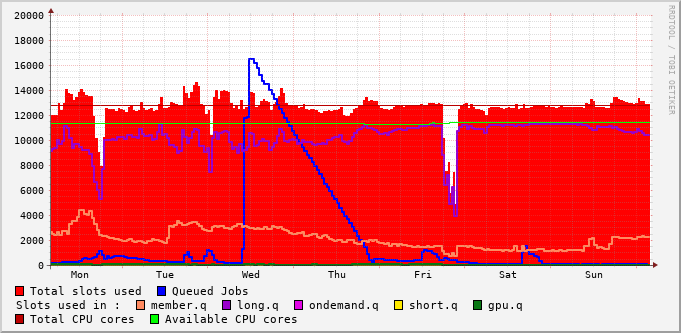 20000
18000
16000
14000
12000
10000
8000
6000
4000
2000
0
Mon Tue Wed Thu Fri Sat Sun
Total slots used Queued Jobs
Slots used in : member.q long.q ondemand.q short.q gpu.q
Total CPU cores Available CPU cores
RRDTOOL / TOBI OETIKER